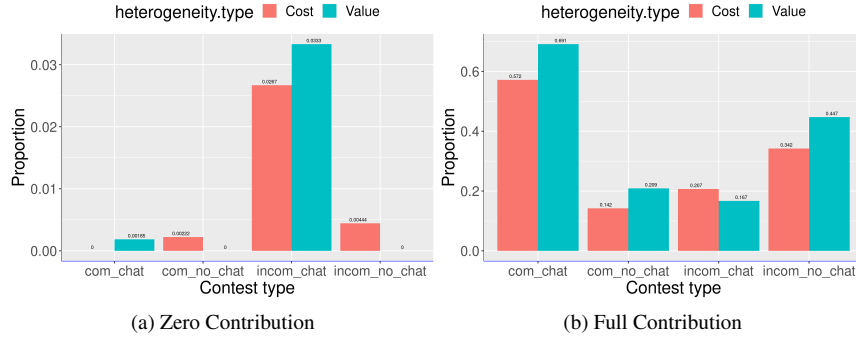 heterogeneity.type Cost Value
Proportion
0.03
0.02
0.01
0.00
0
0.00185
0.00222
0
0.0267
0.0333
0.00444
0
com_chat com_no_chat incom_chat incom_no_chat
Contest type
(a) Zero Contribution
heterogeneity.type Cost Value
Proportion
0.6
0.4
0.2
0.0
0.572
0.691
0.142
0.209
0.207
0.167
0.342
0.447
com_chat com_no_chat incom_chat incom_no_chat
Contest type
(b) Full Contribution